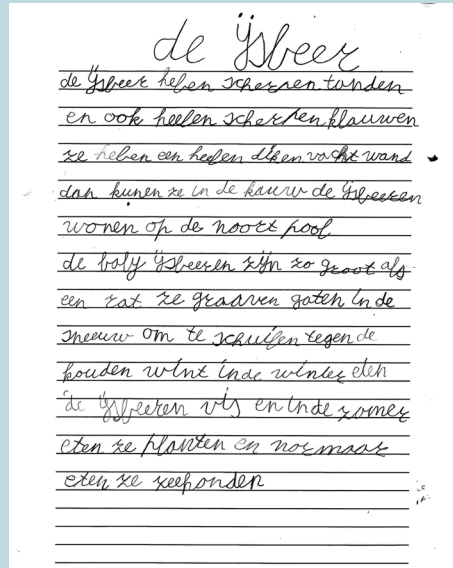 de ijsbeer
de ijsbeer heben scherpen tanden
en ook heelen scherpen klauwen
ze heben een heelen diken vacht wand
dan kunen ze in de kauw de ijsbeeren
wonen op de noort pool
de baby ijsbeeren zijn zo groot als
een rat ze graaven gaten in de
sneeuw om te schuilen tegen de
kouden wint in de winter eten
de ijsbeeren vis en in de zomer
eten ze planten en normaar
eten ze zeehonden